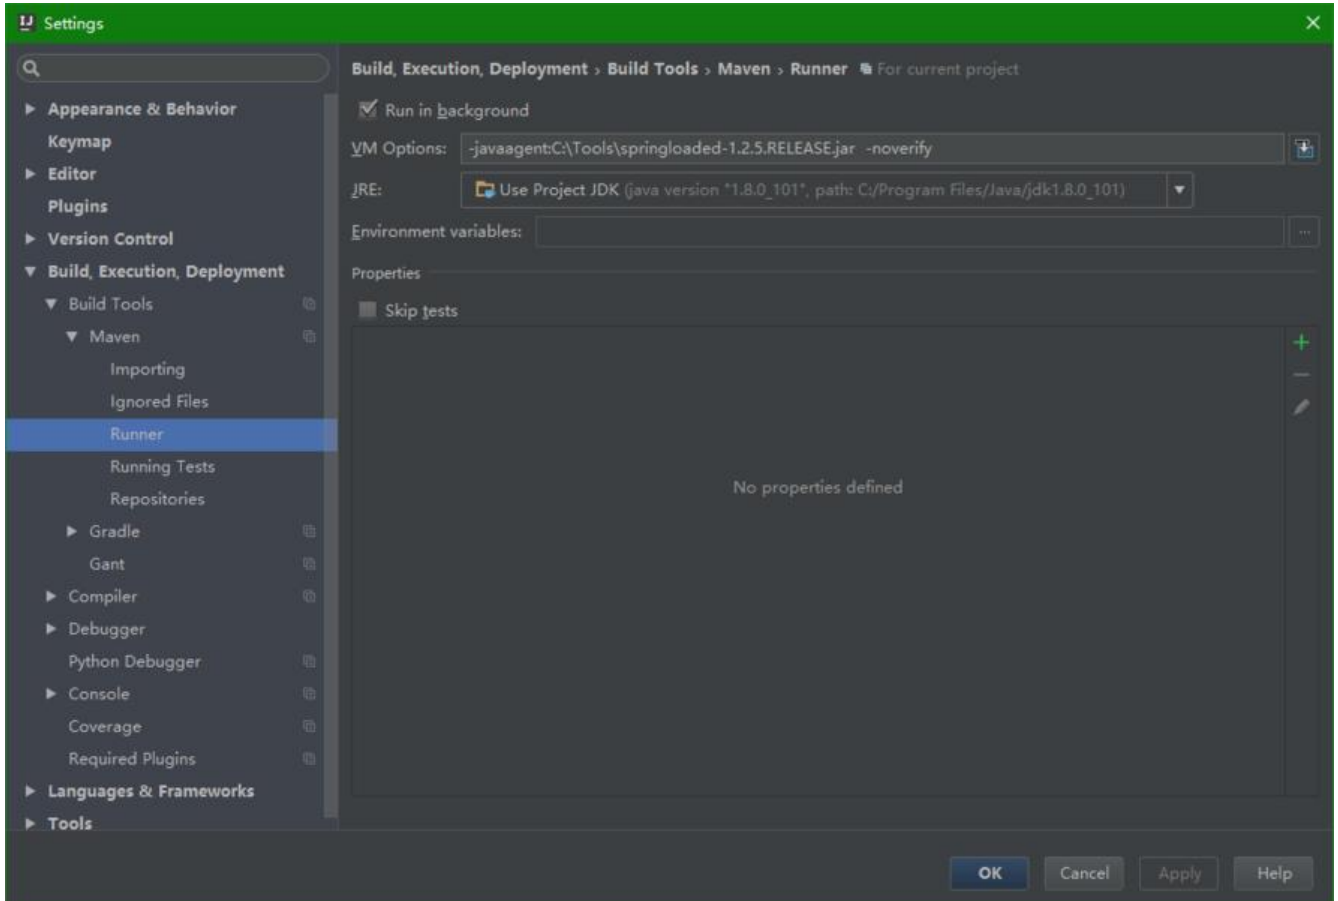 Settings
Build, Execution, Deployment › Build Tools › Maven › Runner For current project
Appearance & Behavior
Keymap
Editor
Plugins
Version Control
Build, Execution, Deployment
Build Tools
Maven
Importing
Ignored Files
Runner
Running Tests
Repositories
Gradle
Gant
Compiler
Debugger
Python Debugger
Console
Coverage
Required Plugins
Languages & Frameworks
Tools
Run in background
VM Options: -javaagent:C:\Tools\springloaded-1.2.5.RELEASE.jar -noverify
JRE: Use Project JDK (java version "1.8.0_101", path: C:/Program Files/Java/jdk1.8.0_101)
Environment variables: ...
Properties
Skip tests
No properties defined
OK Cancel Apply Help